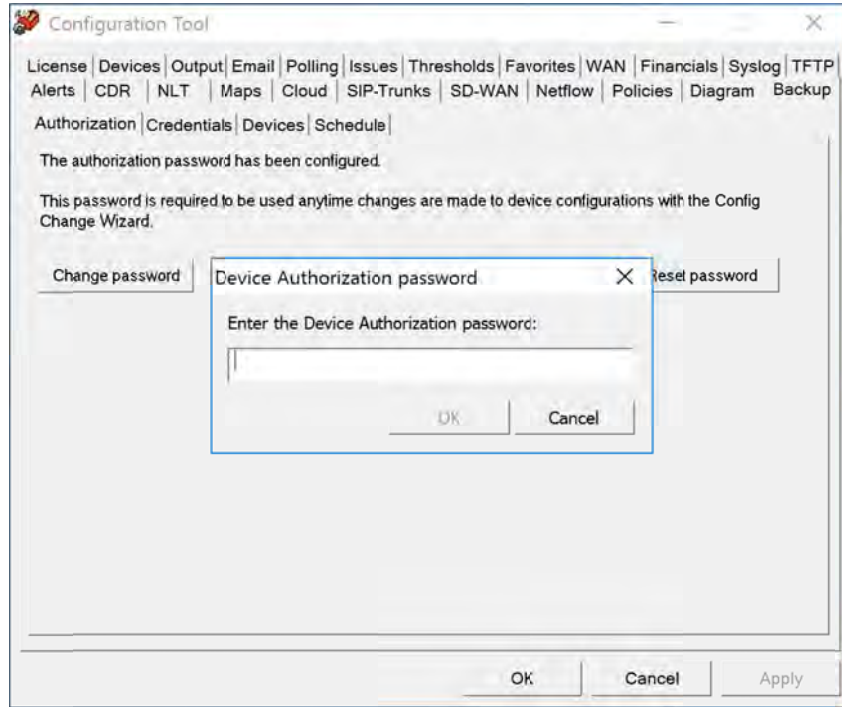 Configuration Tool
License Devices Output Email Polling Issues Thresholds Favorites WAN Financials Syslog TFTP
Alerts CDR NLT Maps Cloud SIP-Trunks SD-WAN Netflow Policies Diagram Backup
Authorization Credentials Devices Schedule
The authorization password has been configured.
This password is required to be used anytime changes are made to device configurations with the Config
Change Wizard.
Change password
Reset password
Device Authorization password
Enter the Device Authorization password:
OK Cancel
OK Cancel Apply